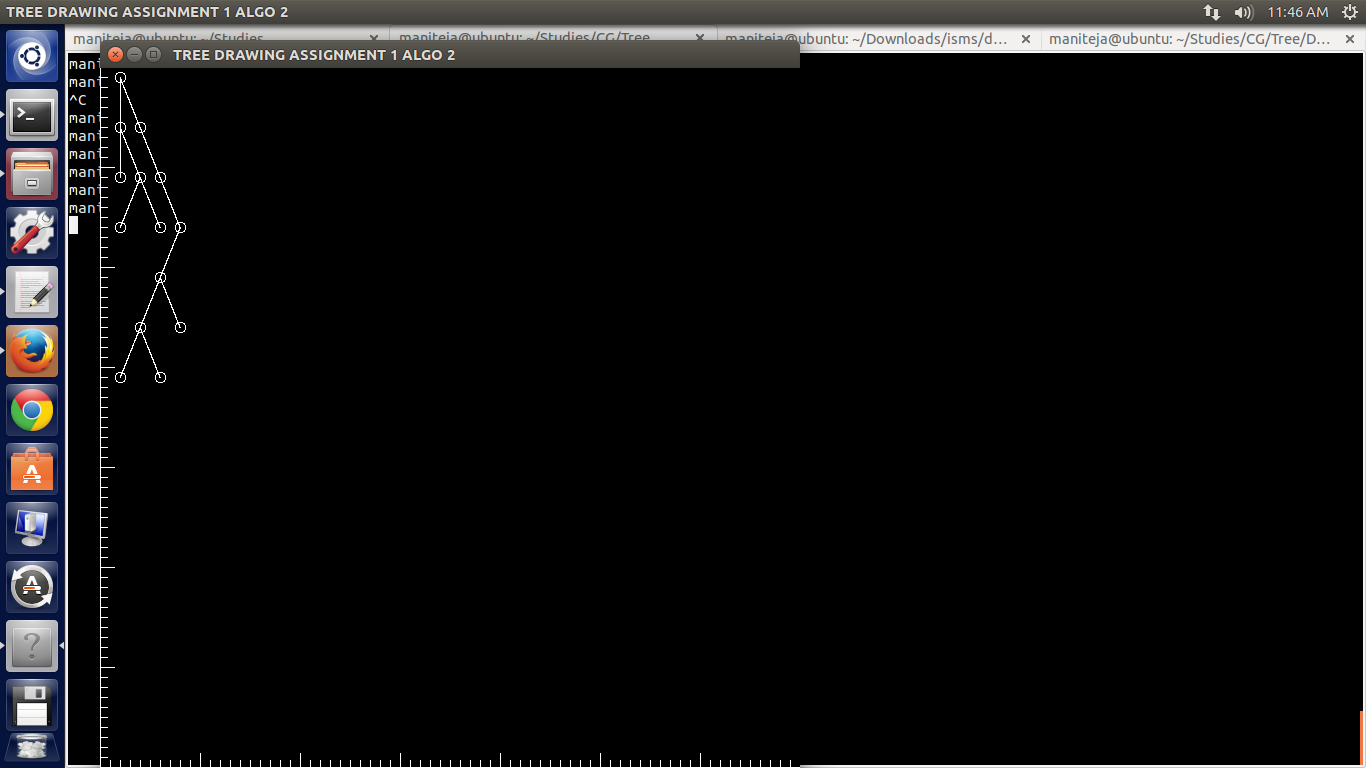 TREE DRAWING ASSIGNMENT 1 ALGO 2
11:46 AM
maniteja@ubuntu: ~/Studies
maniteja@ubuntu: ~/Studies/CG/Tree
maniteja@ubuntu: ~/Downloads/isms/d...
maniteja@ubuntu: ~/Studies/CG/Tree/D...
TREE DRAWING ASSIGNMENT 1 ALGO 2
mani
mani
^C
mani
mani
mani
mani
mani
mani